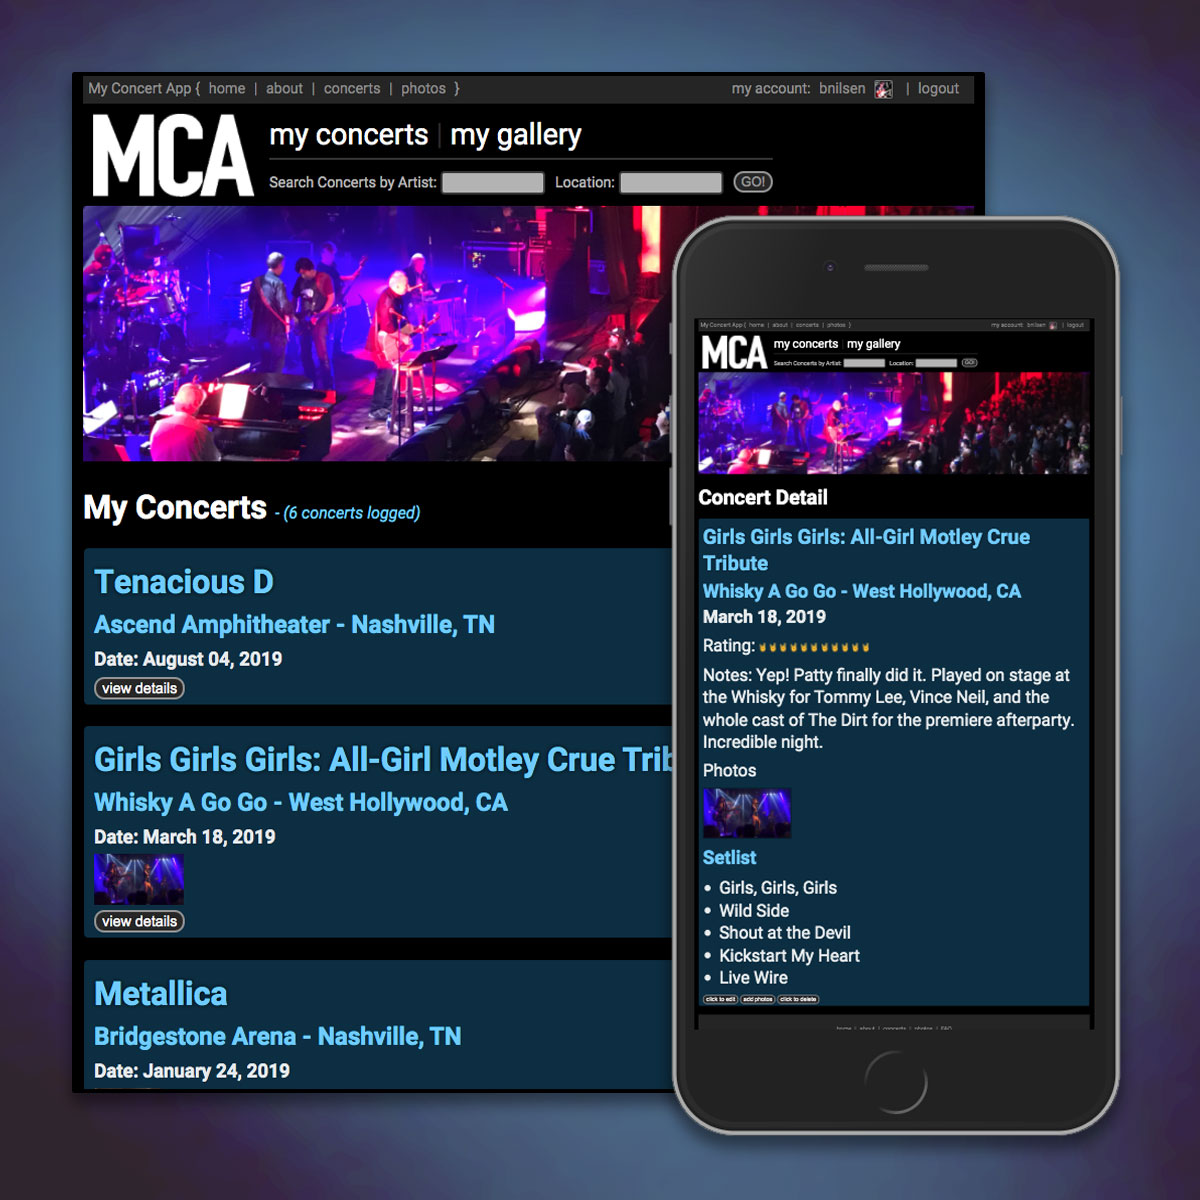 My Concert App { home | about | concerts | photos }
my account: bnilsen | logout
MCA
my concerts | my gallery
Search Concerts by Artist: Location: GO!
My Concerts - (6 concerts logged)
Tenacious D
Ascend Amphitheater - Nashville, TN
Date: August 04, 2019
view details
Girls Girls Girls: All-Girl Motley Crue Trib
Whisky A Go Go - West Hollywood, CA
Date: March 18, 2019
view details
Metallica
Bridgestone Arena - Nashville, TN
Date: January 24, 2019
My Concert App { home | about | concerts | photos }
my account: bnilsen | logout
MCA
my concerts | my gallery
Search Concerts by Artist: Location: GO!
Concert Detail
Girls Girls Girls: All-Girl Motley Crue
Tribute
Whisky A Go Go - West Hollywood, CA
March 18, 2019
Rating:
Notes: Yep! Patty finally did it. Played on stage at
the Whisky for Tommy Lee, Vince Neil, and the
whole cast of The Dirt for the premiere afterparty.
Incredible night.
Photos
Setlist
• Girls, Girls, Girls
• Wild Side
• Shout at the Devil
• Kickstart My Heart
• Live Wire
click to edit add photos click to delete
home | about | concerts | photos | FAQ